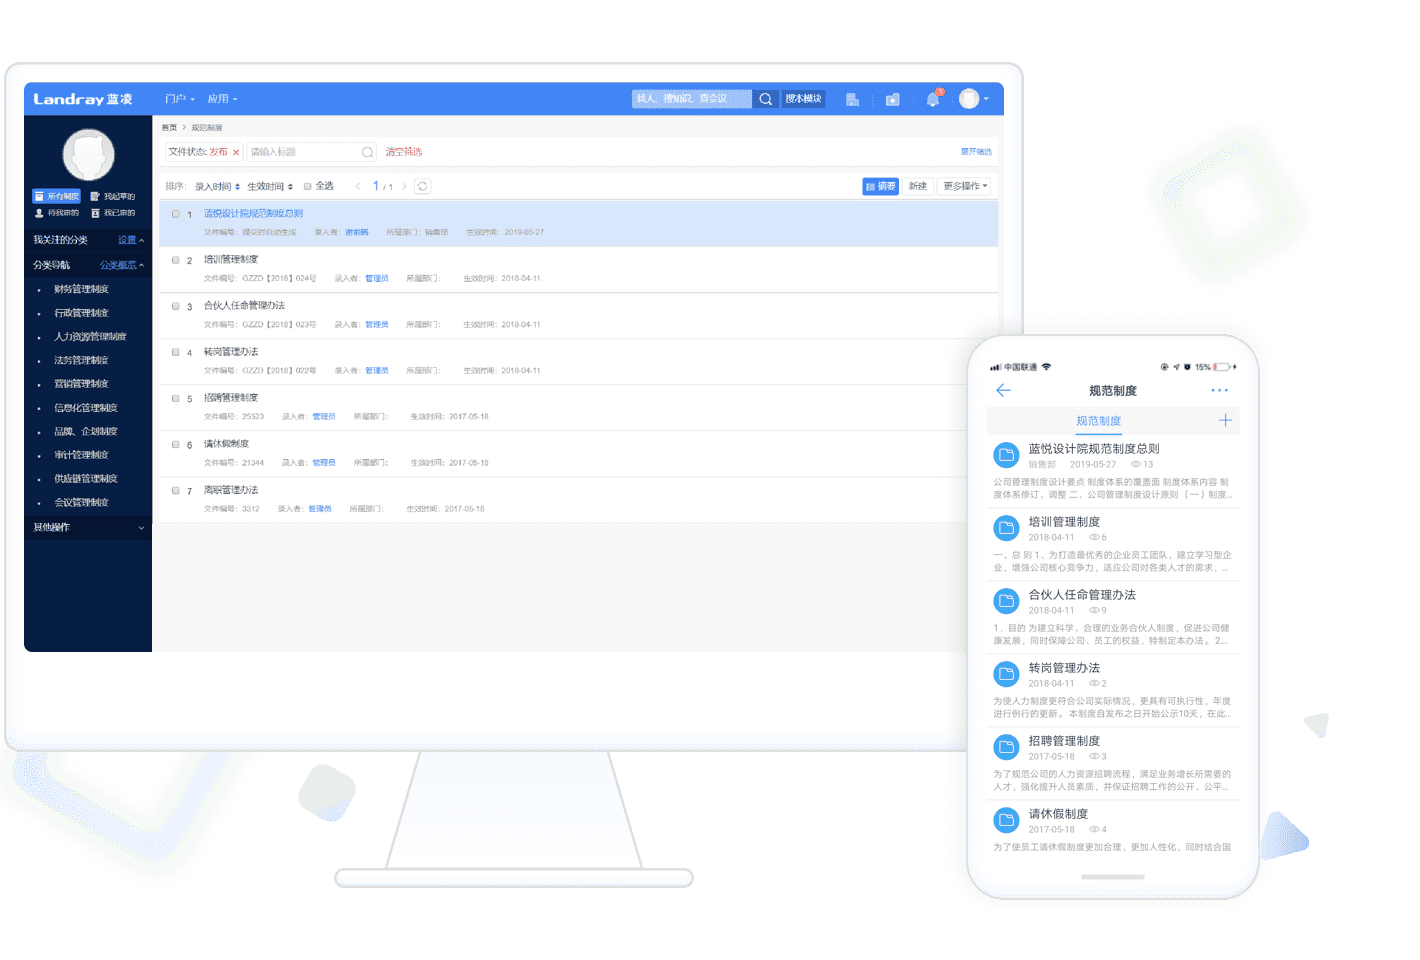 Landray 蓝凌 门户 应用 找人、搜知识、查会议 搜本模块
首页 > 规范制度
文件状态: 发布 × 请输入标题 清空筛选 展开筛选
所有制度 我起草的
待我审的 我已审的
我关注的分类 设置
分类导航 分类概览
财务管理制度
行政管理制度
人力资源管理制度
法务管理制度
营销管理制度
信息化管理制度
品牌、企划制度
审计管理制度
供应链管理制度
会议管理制度
其他操作
排序: 录入时间 生效时间 全选 < 1 / 1 > 摘要 新建 更多操作
1 蓝悦设计院规范制度总则
文件编号: 提交时自动生成 录入者: 所属部门: 销售部 生效时间: 2019-05-27
2 培训管理制度
文件编号: GZZD【2018】024号 录入者: 管理员 所属部门: 生效时间: 2018-04-11
3 合伙人任命管理办法
文件编号: GZZD【2018】023号 录入者: 管理员 所属部门: 生效时间: 2018-04-11
4 转岗管理办法
文件编号: GZZD【2018】022号 录入者: 管理员 所属部门: 生效时间: 2018-04-11
5 招聘管理制度
文件编号: 25523 录入者: 管理员 所属部门: 生效时间: 2017-05-18
6 请休假制度
文件编号: 21344 录入者: 管理员 所属部门: 生效时间: 2017-05-18
7 离职管理办法
文件编号: 3312 录入者: 管理员 所属部门: 生效时间: 2017-05-18
中国联通 15%
规范制度
规范制度 +
蓝悦设计院规范制度总则
销售部 2019-05-27 13
公司管理制度设计要点 制度体系的覆盖面 制度体系内容 制
度体系修订、调整 二、公司管理制度设计原则 （一）制度...
培训管理制度
2018-04-11 6
一、总 则 1、为打造最优秀的企业员工团队，建立学习型企
业，增强公司核心竞争力，适应公司对各类人才的需求，...
合伙人任命管理办法
2018-04-11 9
1、目的 为建立科学、合理的业务合伙人制度，促进公司健
康发展，同时保障公司、员工的权益，特制定本办法。 2...
转岗管理办法
2018-04-11 2
为使人力制度更符合公司实际情况，更具有可执行性，年度
进行例行的更新。 本制度自发布之日开始公示10天，在此...
招聘管理制度
2017-05-18 3
为了规范公司的人力资源招聘流程，满足业务增长所需要的
人才，强化提升人员素质，并保证招聘工作的公开、公平...
请休假制度
2017-05-18 4
为了使员工请休假制度更加合理、更加人性化，同时结合国